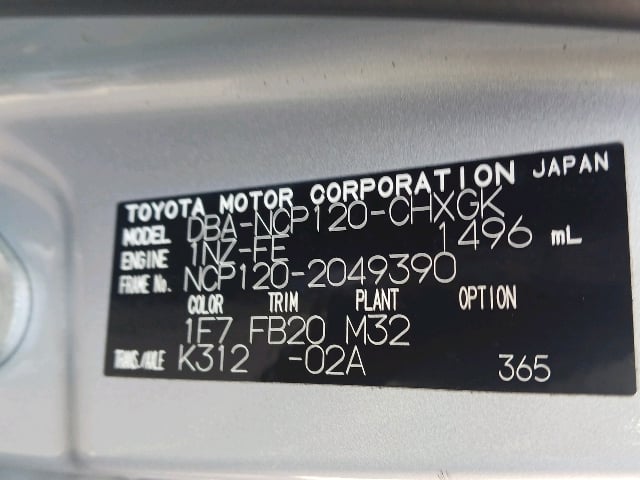 TOYOTA MOTOR CORPORATION JAPAN
MODEL DBA-NCP120-CHXGK
ENGINE 1NZ-FE 1496 mL
FRAME No. NCP120-2049390
COLOR TRIM PLANT OPTION
1F7 FB20 M32
TRANS./AXLE K312 -02A 365